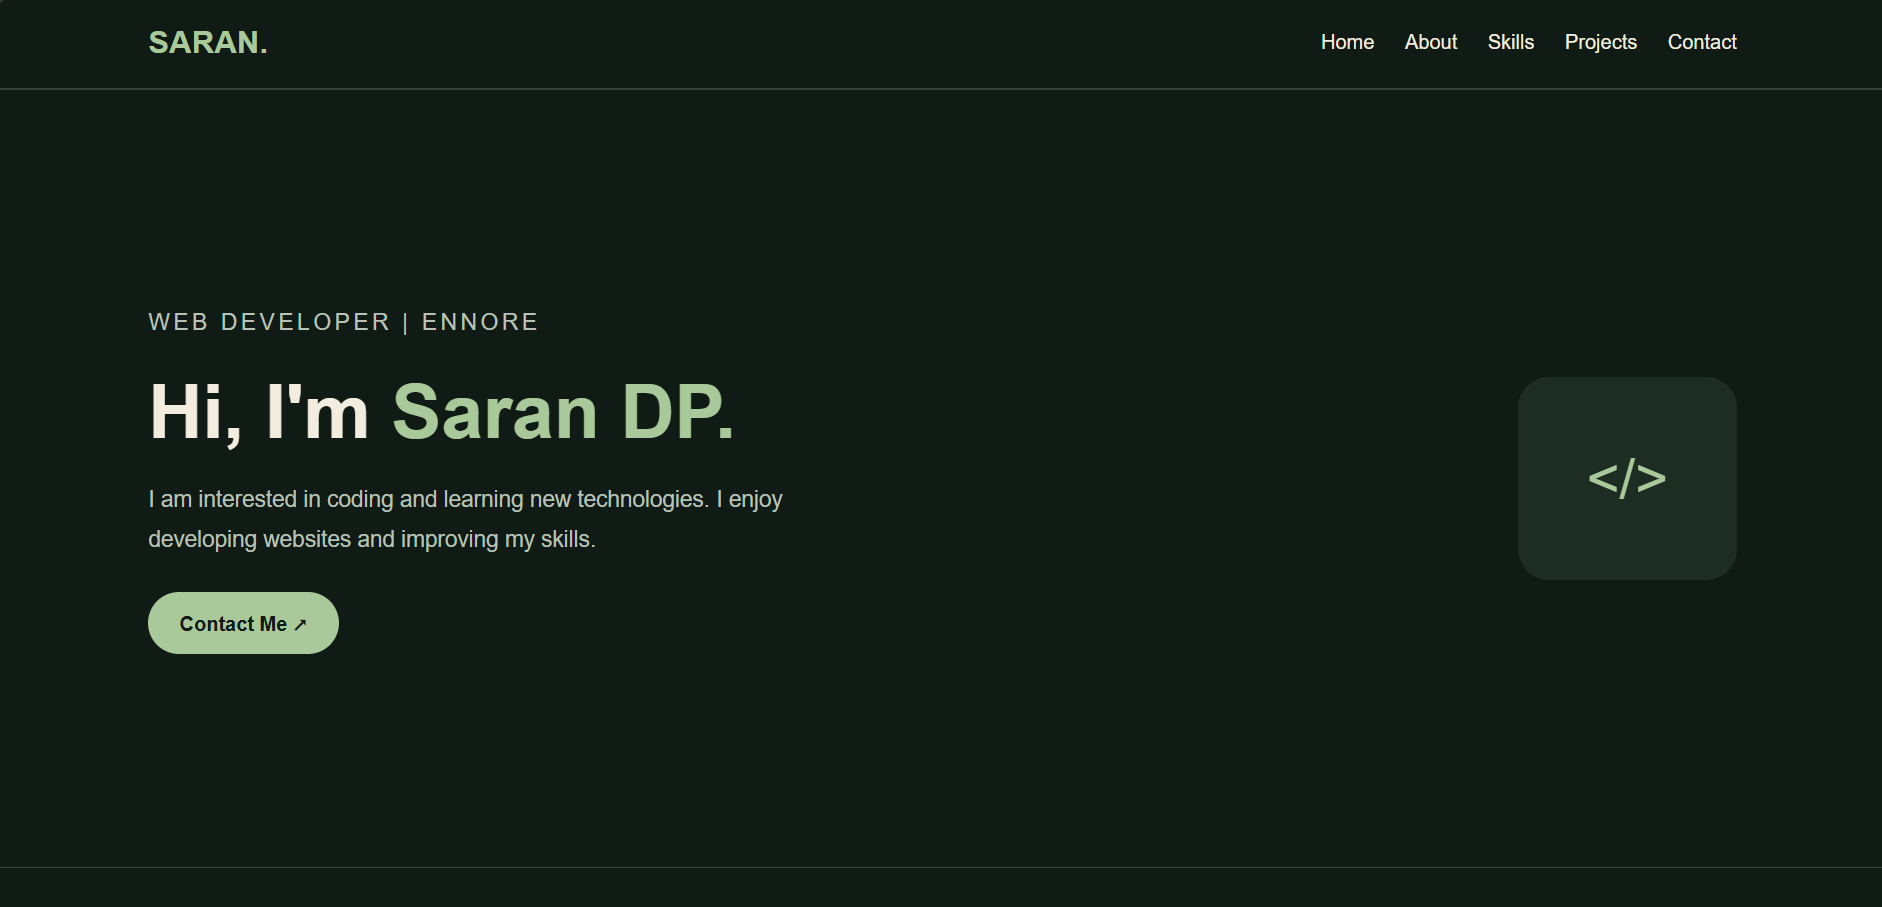 SARAN.
Home About Skills Projects Contact
WEB DEVELOPER | ENNORE
Hi, I'm Saran DP.
I am interested in coding and learning new technologies. I enjoy
developing websites and improving my skills.
</>
Contact Me ↗